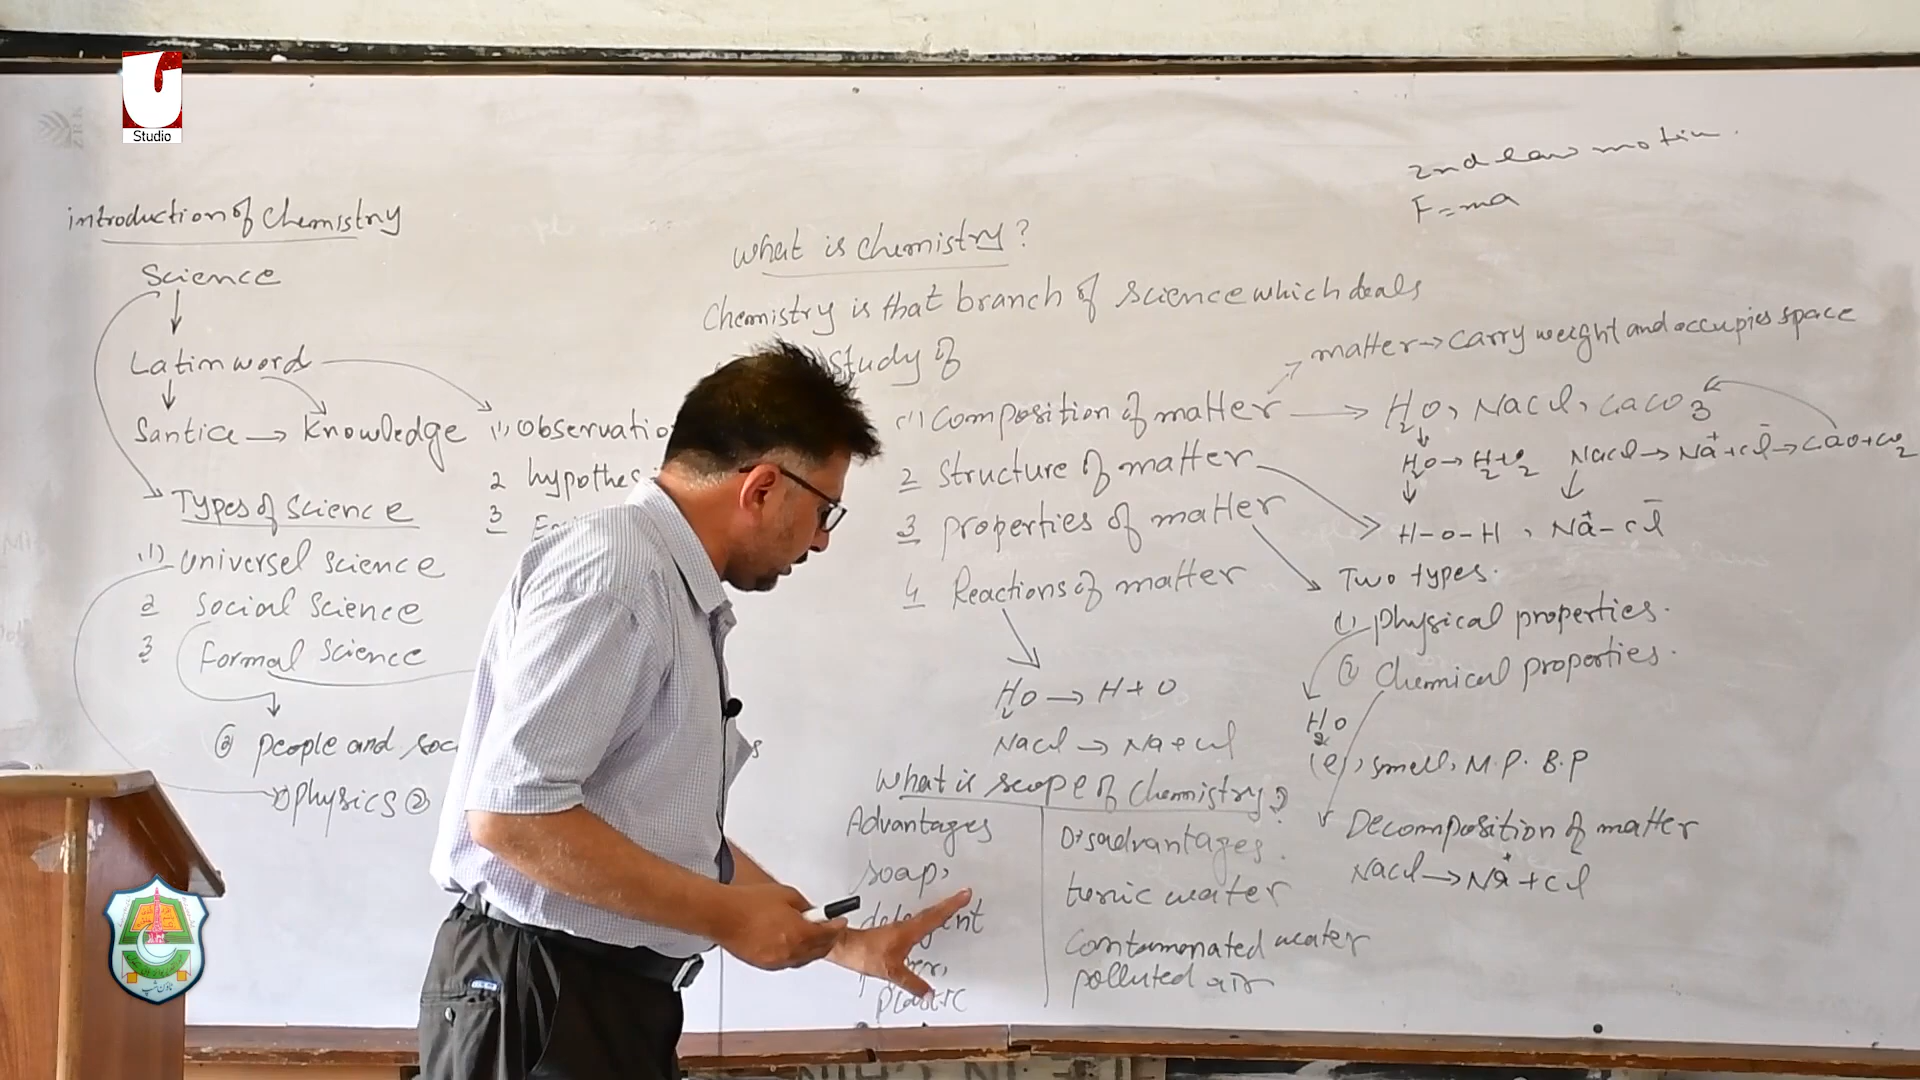 Studio
2nd law motion.
F=ma
introduction of chemistry
Science
Latin word
Santice → Knowledge
(1) observatio
2 hypothes
3
Types of science
(1) Universel science
2 Social Science
3 Formal Science
② people and soc
① physics ②
What is chemistry?
Chemistry is that branch of science which deals
study of
matter → carry weight and occupies space
(1) Composition of matter → H2O, NaCl, CaCO3
H2O → H2+O2 NaCl → Na+ + Cl- → CaO+CO2
2 Structure of matter
H-O-H, Na+-Cl-
3 properties of matter
Two types.
(1) physical properties.
② Chemical properties.
4 Reactions of matter
H2O → H+O
NaCl → Na+Cl
H2O
(e), smell, M.P. B.P
Decomposition of matter
NaCl → Na+ + Cl
What is scope of chemistry?
Advantages
soap,
detergent
plastic
Disadvantages.
water
Contamonated water
polluted air